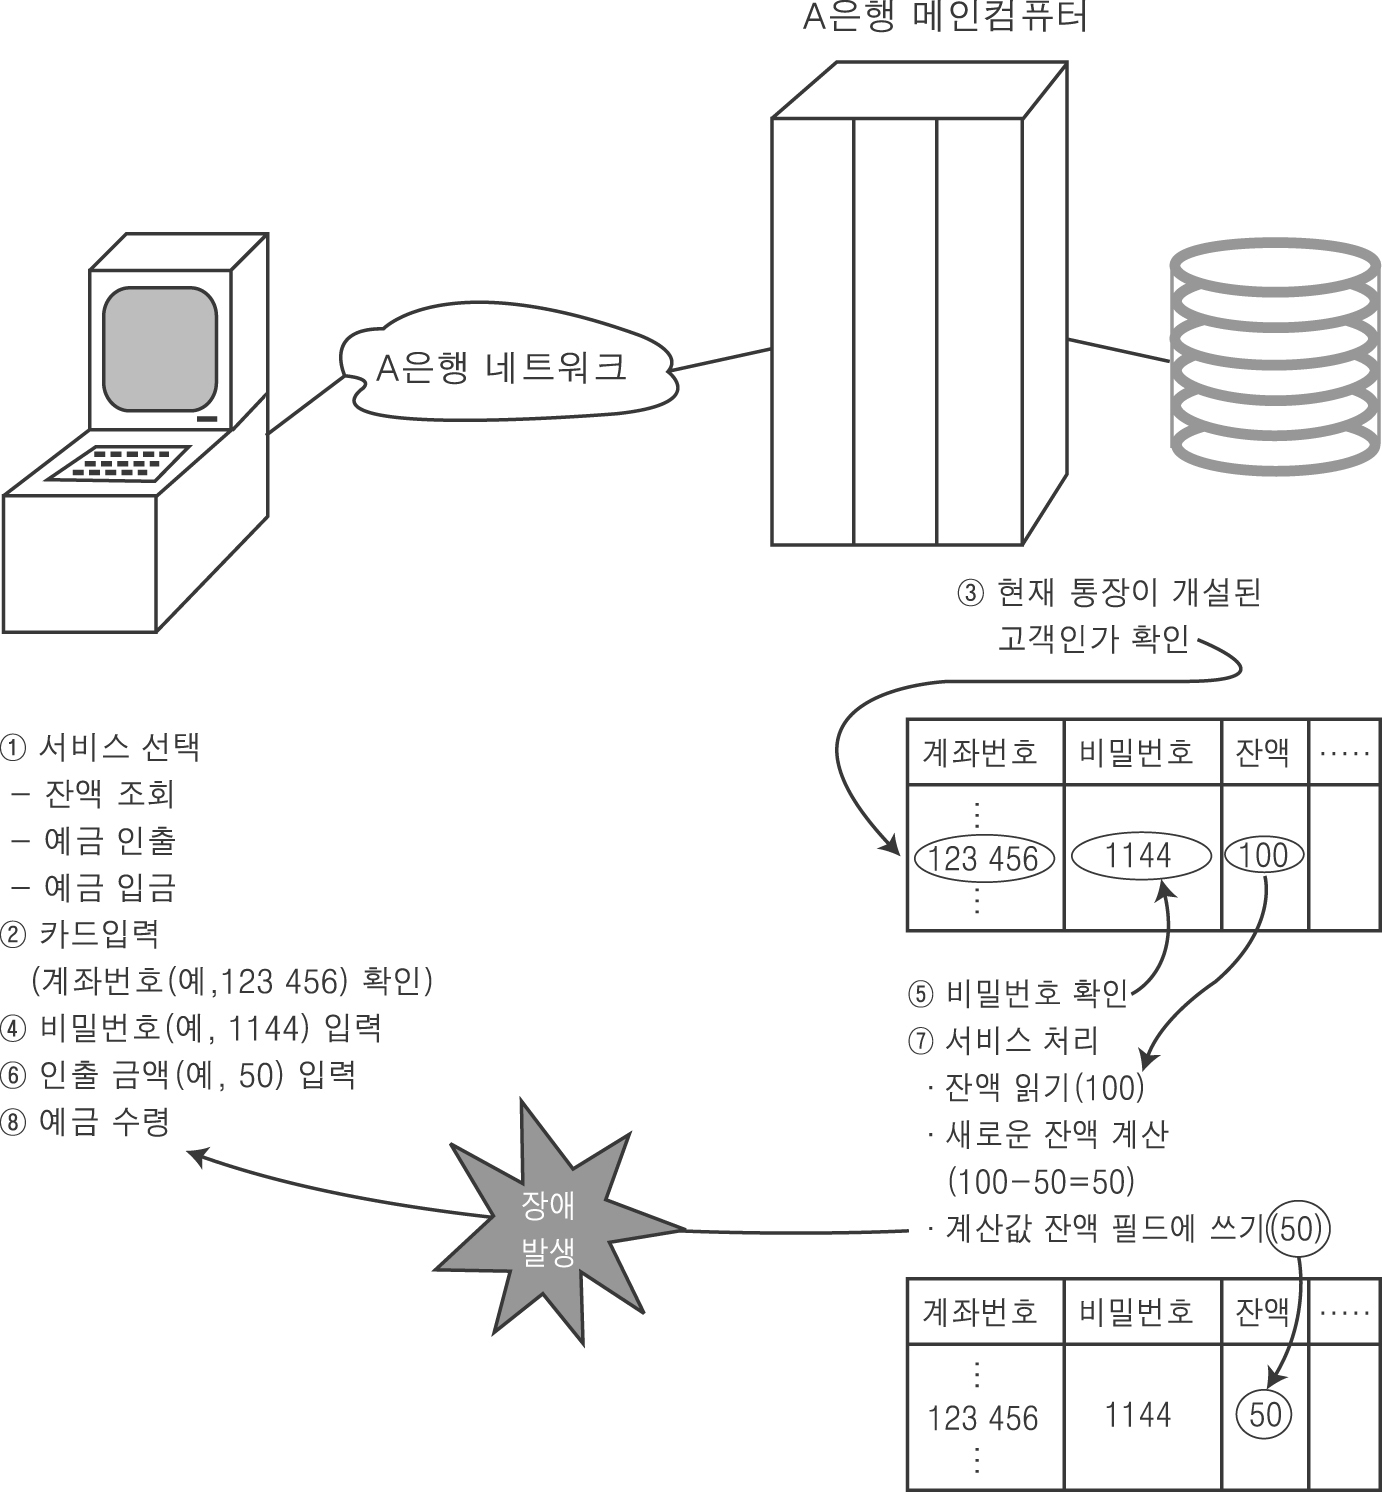 A은행 메인컴퓨터
A은행 네트워크
③ 현재 통장이 개설된
고객인가 확인
① 서비스 선택
– 잔액 조회
– 예금 인출
– 예금 입금
② 카드입력
(계좌번호(예,123 456) 확인)
④ 비밀번호(예, 1144) 입력
⑥ 인출 금액(예, 50) 입력
⑧ 예금 수령
계좌번호 비밀번호 잔액 ·····
⋮
123 456 1144 100
⋮
⑤ 비밀번호 확인
⑦ 서비스 처리
· 잔액 읽기(100)
· 새로운 잔액 계산
(100–50=50)
· 계산값 잔액 필드에 쓰기(50)
장애
발생
계좌번호 비밀번호 잔액 ·····
⋮
123 456 1144 50
⋮